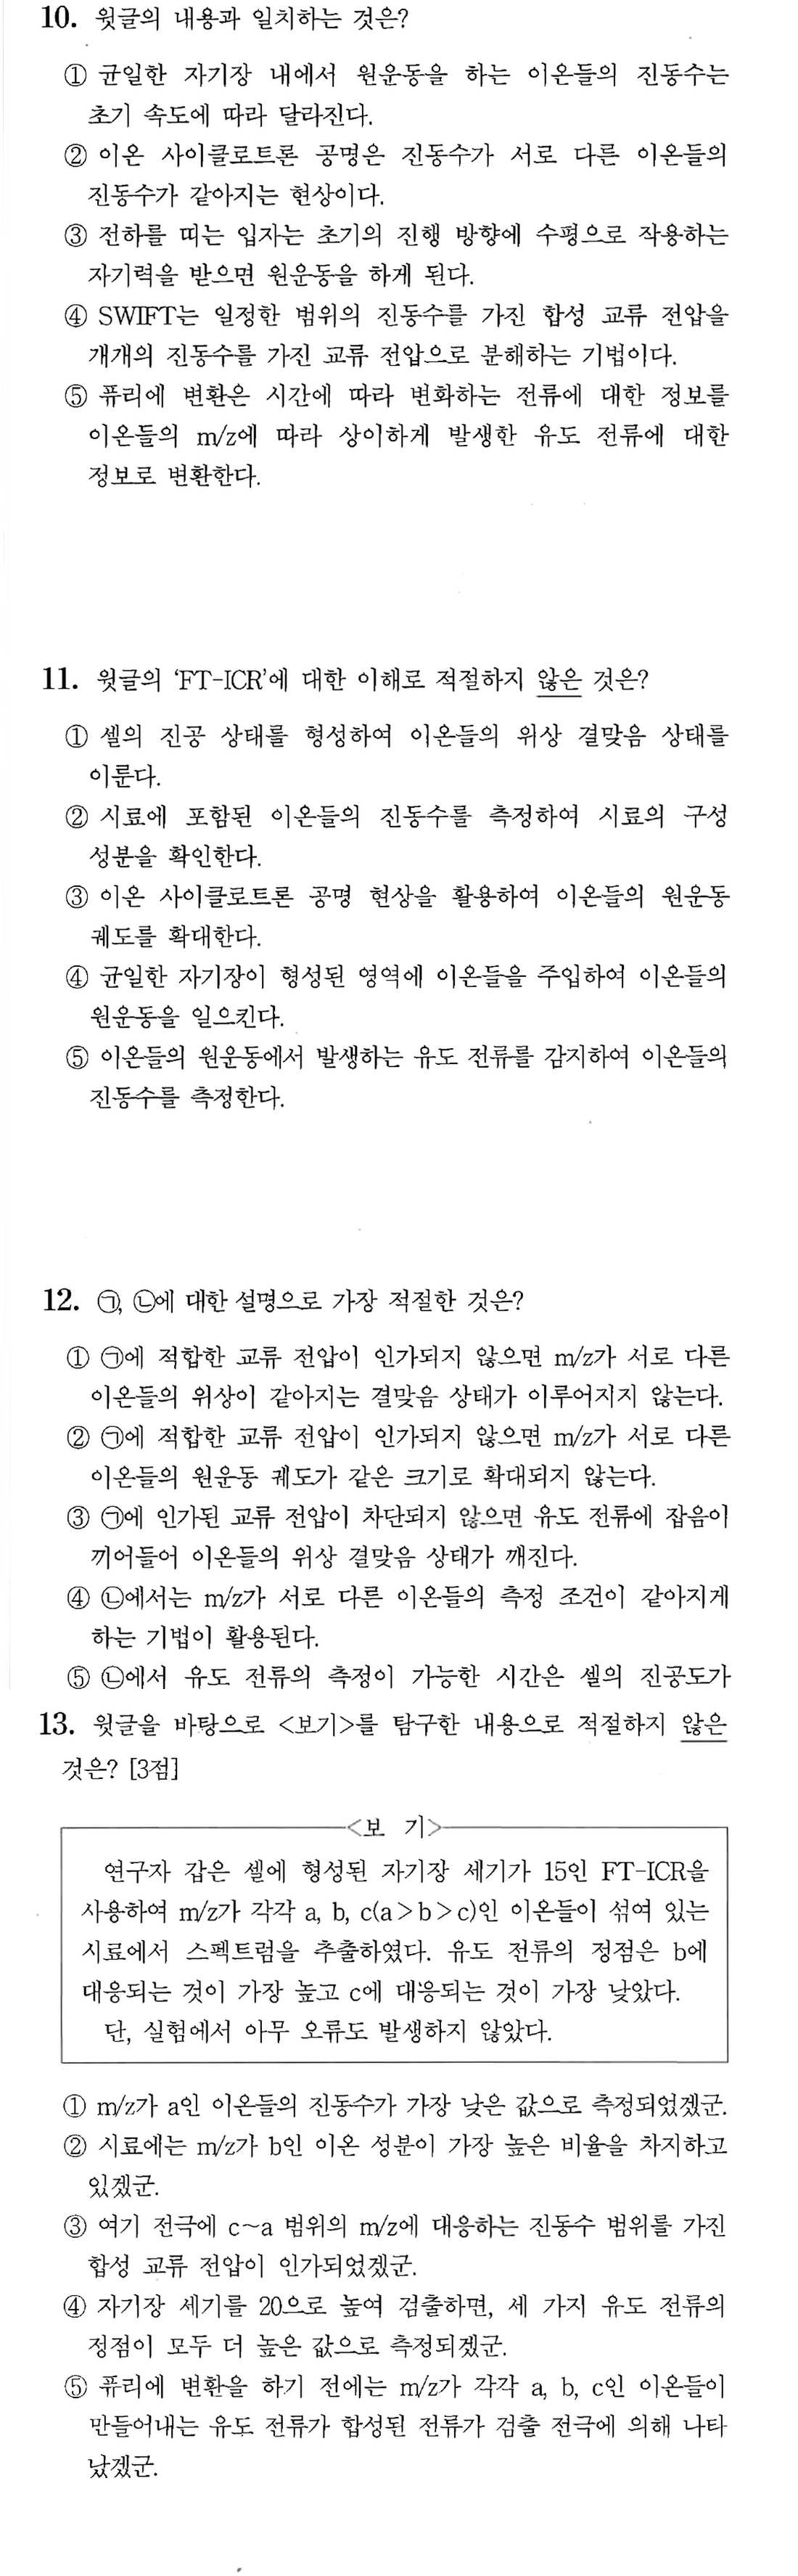 10. 윗글의 내용과 일치하는 것은?
① 균일한 자기장 내에서 원운동을 하는 이온들의 진동수는
초기 속도에 따라 달라진다.
② 이온 사이클로트론 공명은 진동수가 서로 다른 이온들의
진동수가 같아지는 현상이다.
③ 전하를 띠는 입자는 초기의 진행 방향에 수평으로 작용하는
자기력을 받으면 원운동을 하게 된다.
④ SWIFT는 일정한 범위의 진동수를 가진 합성 교류 전압을
개개의 진동수를 가진 교류 전압으로 분해하는 기법이다.
⑤ 퓨리에 변환은 시간에 따라 변화하는 전류에 대한 정보를
이온들의 m/z에 따라 상이하게 발생한 유도 전류에 대한
정보로 변환한다.
11. 윗글의 ‘FT-ICR’에 대한 이해로 적절하지 않은 것은?
① 셀의 진공 상태를 형성하여 이온들의 위상 결맞음 상태를
이룬다.
② 시료에 포함된 이온들의 진동수를 측정하여 시료의 구성
성분을 확인한다.
③ 이온 사이클로트론 공명 현상을 활용하여 이온들의 원운동
궤도를 확대한다.
④ 균일한 자기장이 형성된 영역에 이온들을 주입하여 이온들의
원운동을 일으킨다.
⑤ 이온들의 원운동에서 발생하는 유도 전류를 감지하여 이온들의
진동수를 측정한다.
12. ㉠, ㉡에 대한 설명으로 가장 적절한 것은?
① ㉠에 적합한 교류 전압이 인가되지 않으면 m/z가 서로 다른
이온들의 위상이 같아지는 결맞음 상태가 이루어지지 않는다.
② ㉠에 적합한 교류 전압이 인가되지 않으면 m/z가 서로 다른
이온들의 원운동 궤도가 같은 크기로 확대되지 않는다.
③ ㉠에 인가된 교류 전압이 차단되지 않으면 유도 전류에 잡음이
끼어들어 이온들의 위상 결맞음 상태가 깨진다.
④ ㉡에서는 m/z가 서로 다른 이온들의 측정 조건이 같아지게
하는 기법이 활용된다.
⑤ ㉡에서 유도 전류의 측정이 가능한 시간은 셀의 진공도가
13. 윗글을 바탕으로 <보기>를 탐구한 내용으로 적절하지 않은
것은? [3점]
<보 기>
연구자 갑은 셀에 형성된 자기장 세기가 15인 FT-ICR을
사용하여 m/z가 각각 a, b, c(a>b>c)인 이온들이 섞여 있는
시료에서 스펙트럼을 추출하였다. 유도 전류의 정점은 b에
대응되는 것이 가장 높고 c에 대응되는 것이 가장 낮았다.
단, 실험에서 아무 오류도 발생하지 않았다.
① m/z가 a인 이온들의 진동수가 가장 낮은 값으로 측정되었겠군.
② 시료에는 m/z가 b인 이온 성분이 가장 높은 비율을 차지하고
있겠군.
③ 여기 전극에 c~a 범위의 m/z에 대응하는 진동수 범위를 가진
합성 교류 전압이 인가되었겠군.
④ 자기장 세기를 20으로 높여 검출하면, 세 가지 유도 전류의
정점이 모두 더 높은 값으로 측정되겠군.
⑤ 퓨리에 변환을 하기 전에는 m/z가 각각 a, b, c인 이온들이
만들어내는 유도 전류가 합성된 전류가 검출 전극에 의해 나타
났겠군.